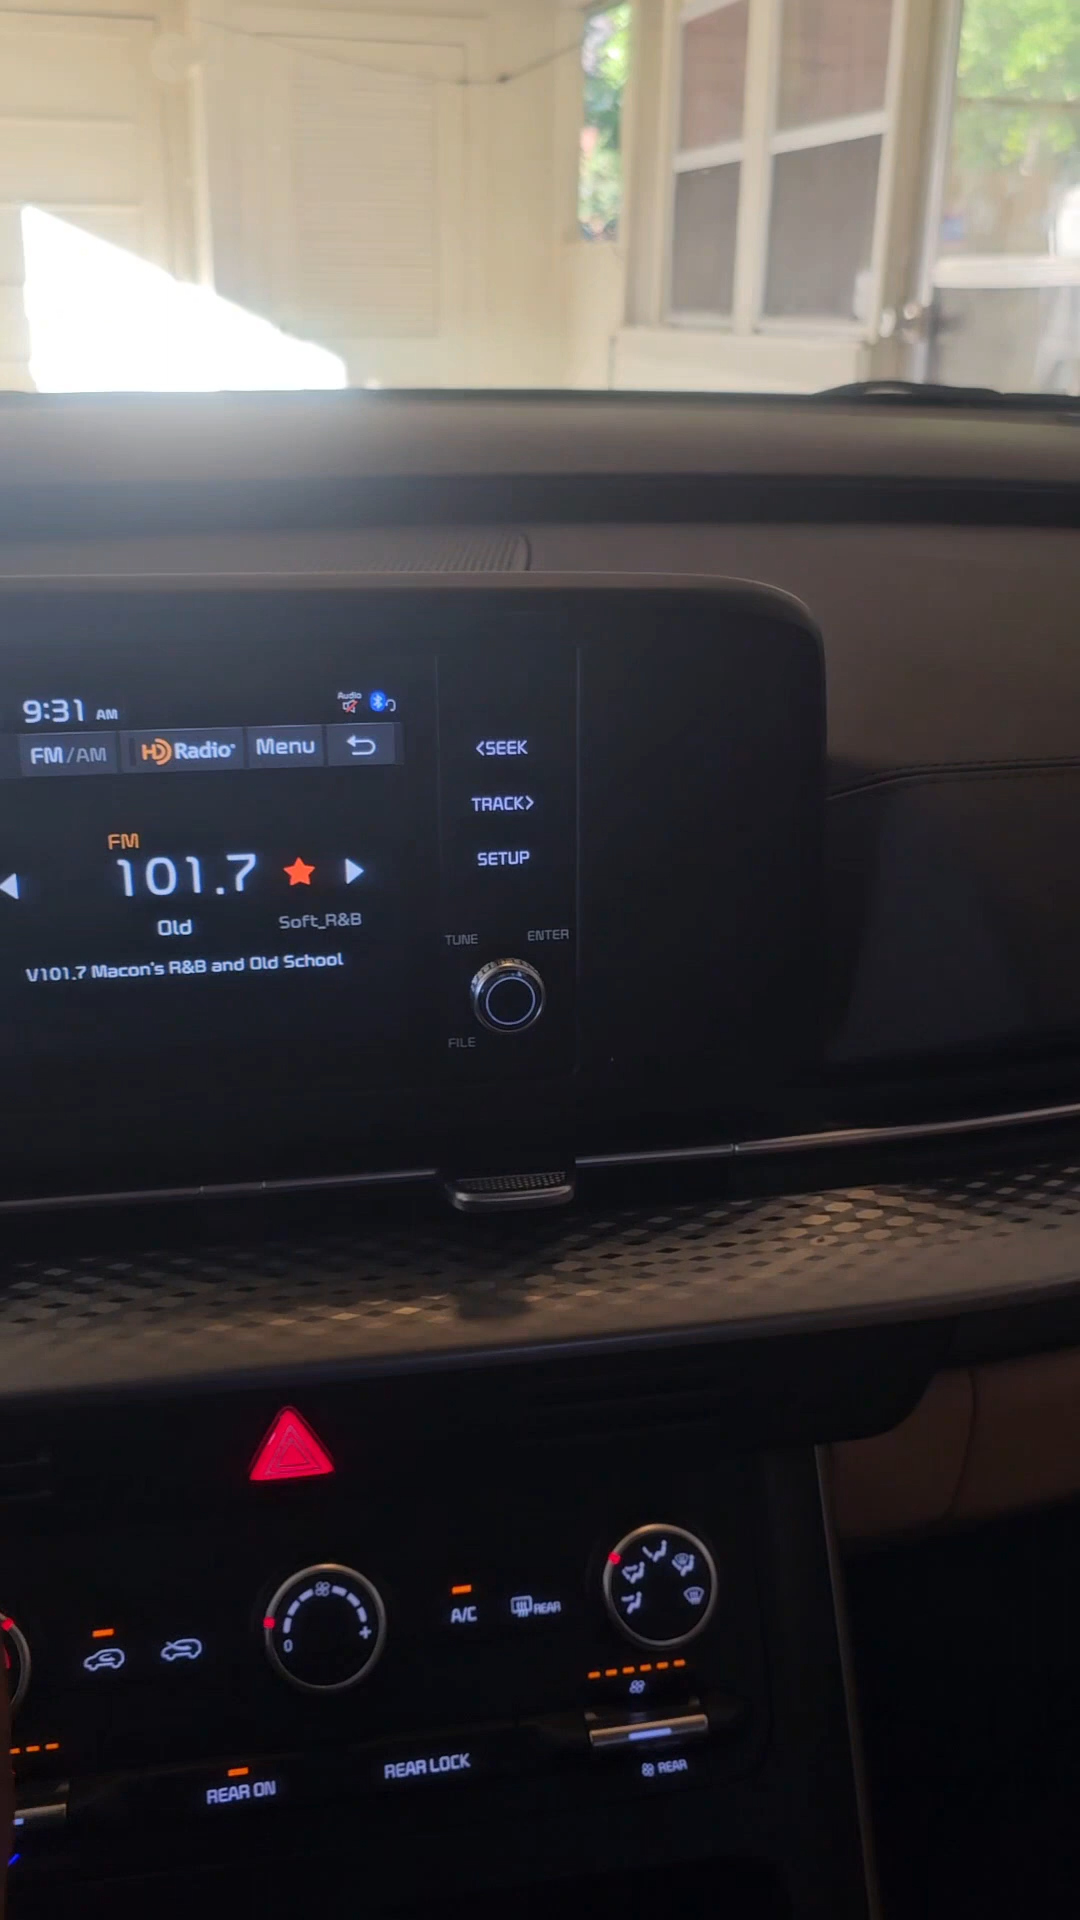 9:31 AM
Audio
FM/AM HD Radio Menu
<SEEK
TRACK>
SETUP
FM
101.7
Old Soft_R&B
V101.7 Macon's R&B and Old School
TUNE ENTER
FILE
0 +
A/C REAR
REAR ON REAR LOCK REAR